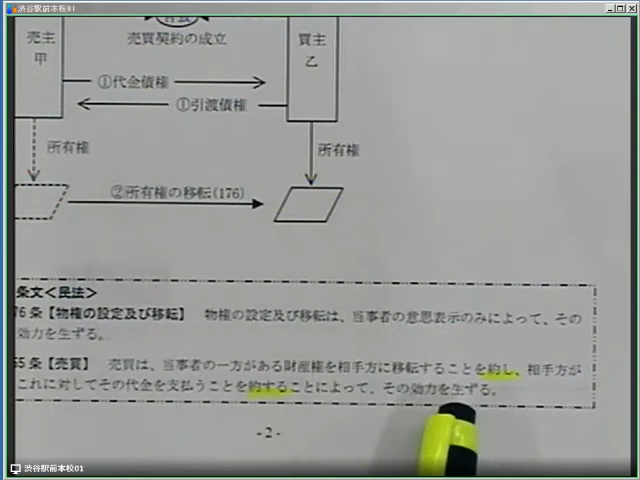 渋谷駅前本校01
合致
売主
甲
売買契約の成立
買主
乙
①代金債権
①引渡債権
所有権
所有権
②所有権の移転(176)
条文<民法>
76条【物権の設定及び移転】 物権の設定及び移転は、当事者の意思表示のみによって、その
効力を生ずる。
55条【売買】 売買は、当事者の一方がある財産権を相手方に移転することを約し、相手方が
これに対してその代金を支払うことを約することによって、その効力を生ずる。
-2-
渋谷駅前本校01